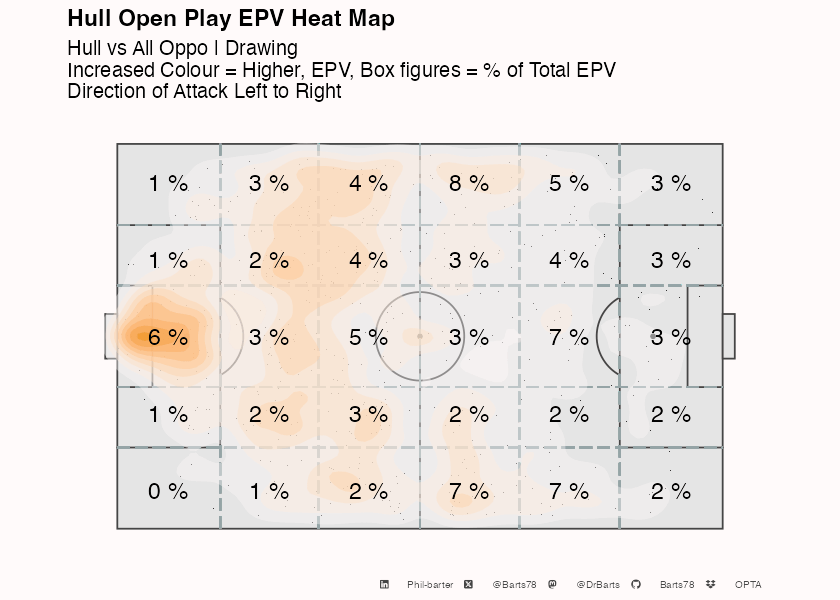 Hull Open Play EPV Heat Map
Hull vs All Oppo | Drawing
Increased Colour = Higher, EPV, Box figures = % of Total EPV
Direction of Attack Left to Right
1 % 3 % 4 % 8 % 5 % 3 %
1 % 2 % 4 % 3 % 4 % 3 %
6 % 3 % 5 % 3 % 7 % 3 %
1 % 2 % 3 % 2 % 2 % 2 %
0 % 1 % 2 % 7 % 7 % 2 %
Phil-barter @Barts78 @DrBarts Barts78 OPTA